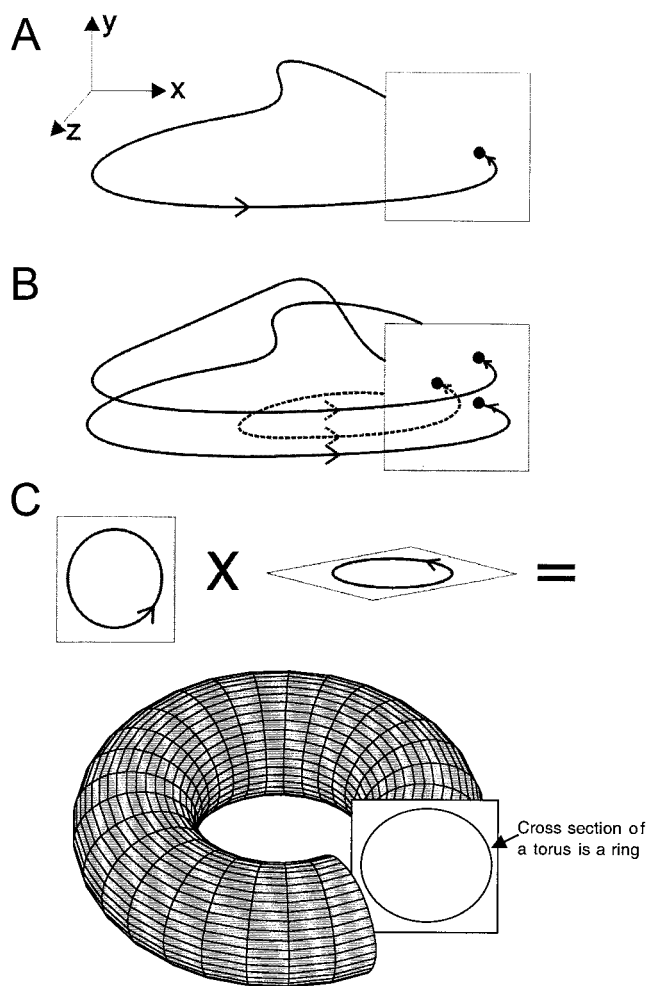 A
y
x
z
B
C
X
=
Cross section of
a torus is a ring